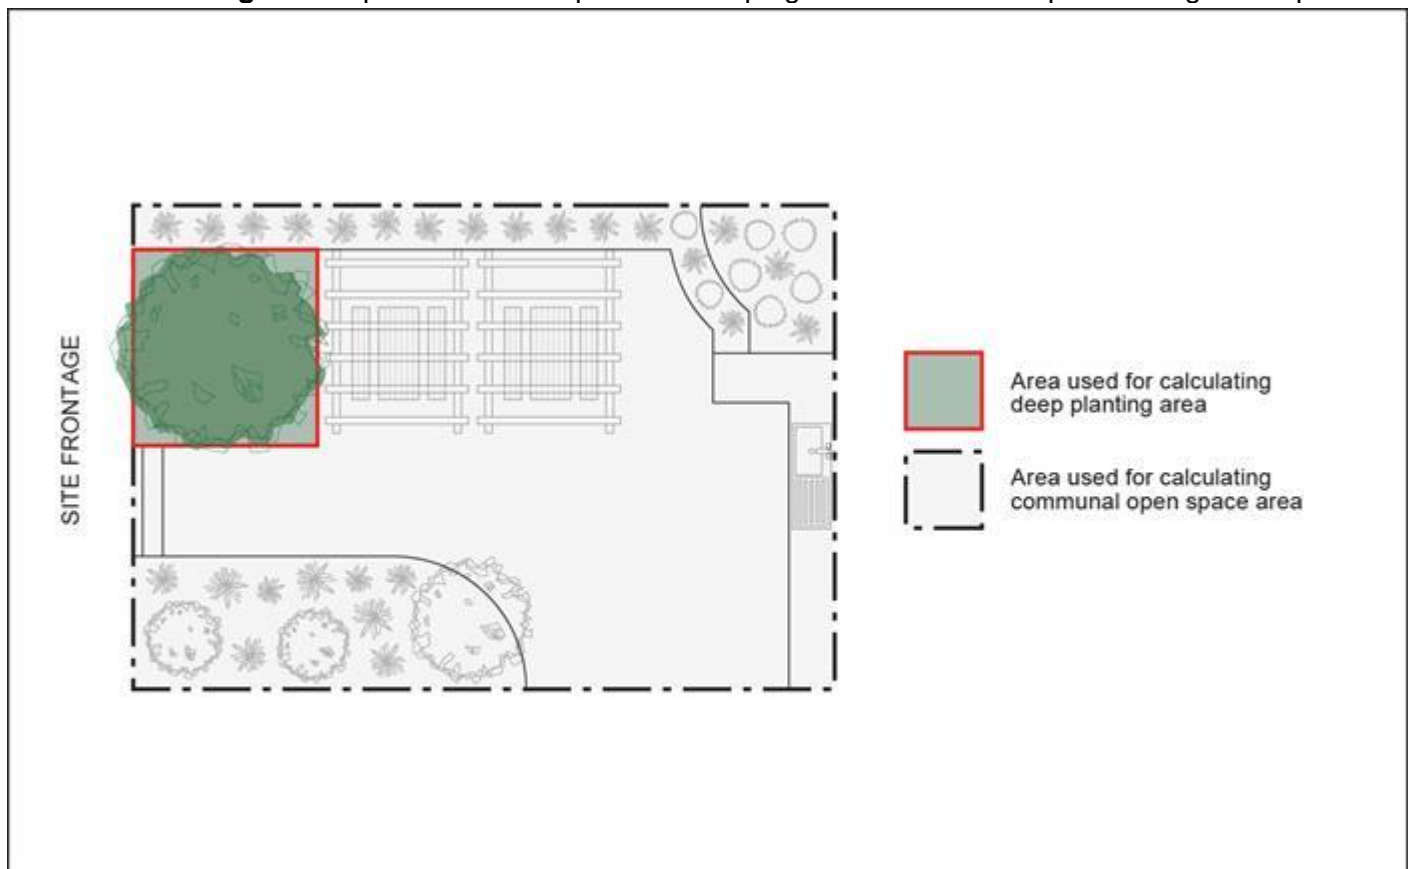 SITE FRONTAGE
Area used for calculating
deep planting area
Area used for calculating
communal open space area